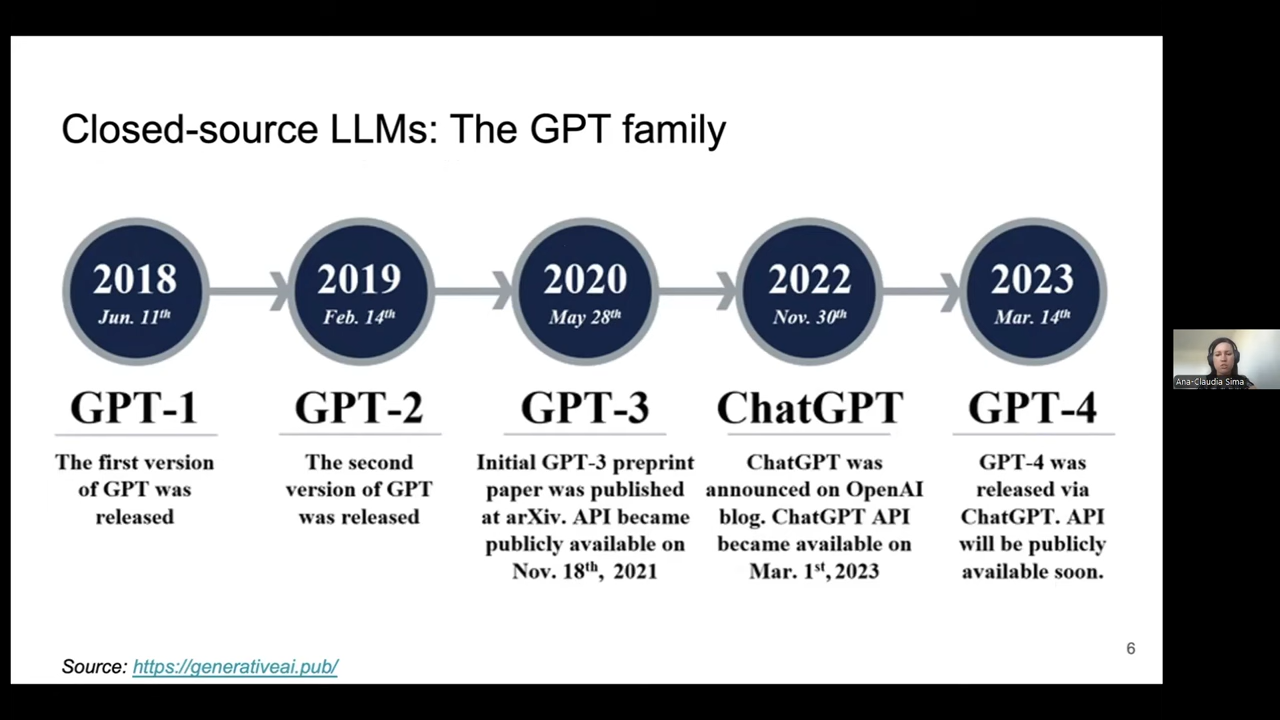 Closed-source LLMs: The GPT family
2018
Jun. 11th
2019
Feb. 14th
2020
May 28th
2022
Nov. 30th
2023
Mar. 14th
GPT-1
The first version
of GPT was
released
GPT-2
The second
version of GPT
was released
GPT-3
Initial GPT-3 preprint
paper was published
at arXiv. API became
publicly available on
Nov. 18th, 2021
ChatGPT
ChatGPT was
announced on OpenAI
blog. ChatGPT API
became available on
Mar. 1st, 2023
GPT-4
GPT-4 was
released via
ChatGPT. API
will be publicly
available soon.
Ana-Claudia Sima
6
Source: https://generativeai.pub/